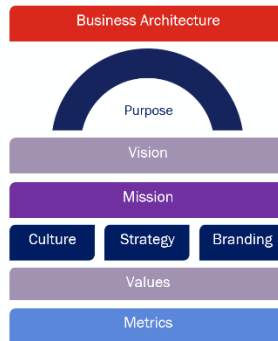 Business Architecture
Purpose
Vision
Mission
Culture Strategy Branding
Values
Metrics